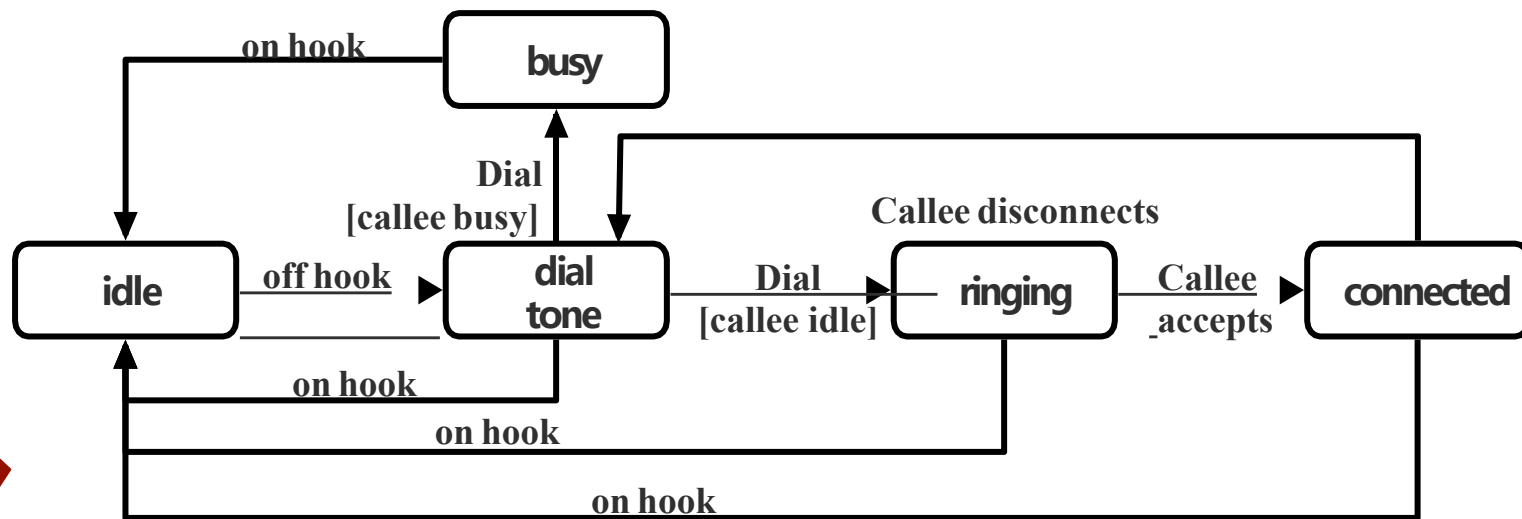 on hook
busy
Dial
[callee busy]
Callee disconnects
idle
off hook
dial
tone
Dial
[callee idle]
ringing
Callee
accepts
connected
on hook
on hook
on hook